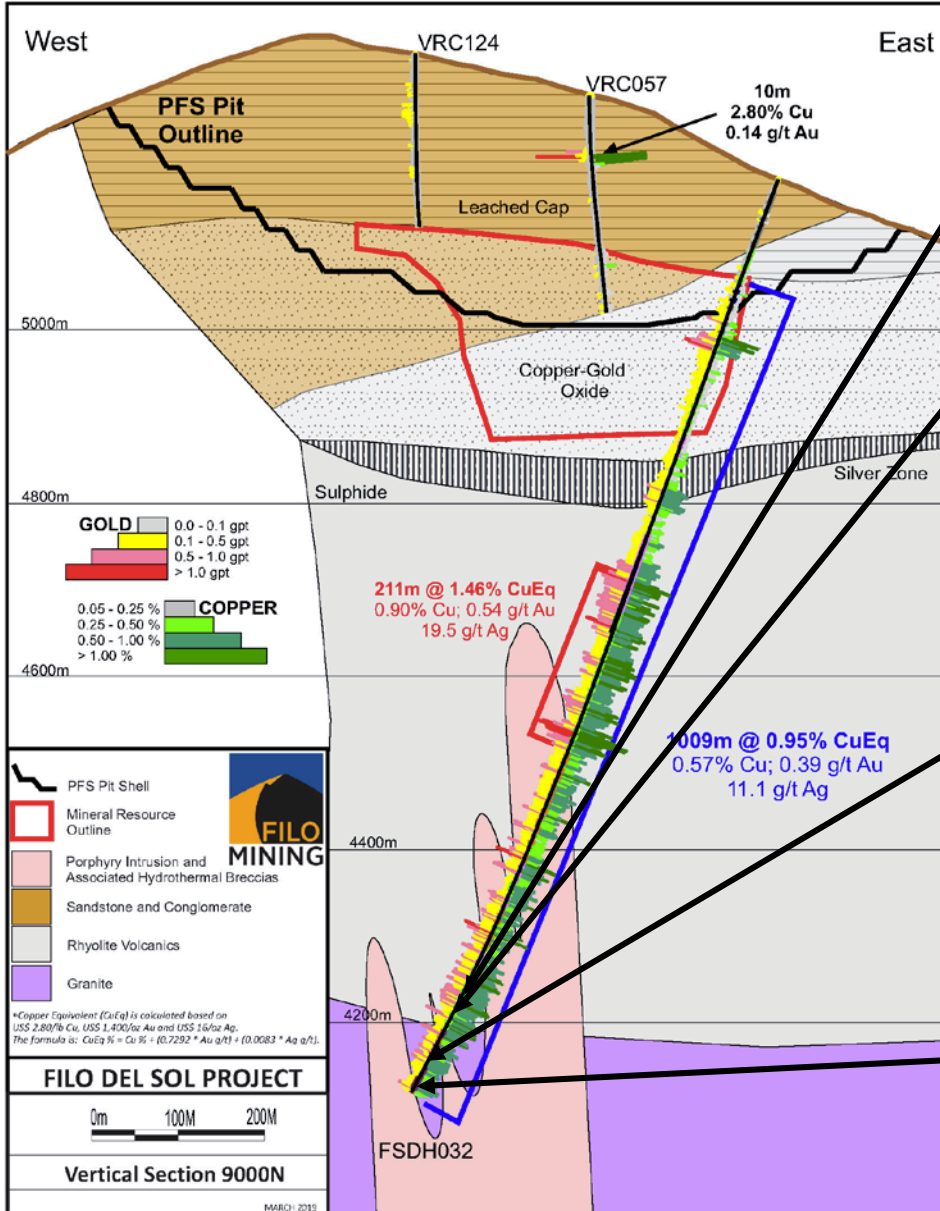 West
East
VRC124
VRC057
10m
2.80% Cu
0.14 g/t Au
PFS Pit
Outline
Leached Cap
5000m
Copper-Gold
Oxide
Sulphide
Silver Zone
4800m
GOLD
0.0 - 0.1 gpt
0.1 - 0.5 gpt
0.5 - 1.0 gpt
> 1.0 gpt
COPPER
0.05 - 0.25 %
0.25 - 0.50 %
0.50 - 1.00 %
> 1.00 %
211m @ 1.46% CuEq
0.90% Cu; 0.54 g/t Au
19.5 g/t Ag
4600m
1009m @ 0.95% CuEq
0.57% Cu; 0.39 g/t Au
11.1 g/t Ag
4400m
4200m
FSDH032
PFS Pit Shell
Mineral Resource
Outline
FILO
MINING
Porphyry Intrusion and
Associated Hydrothermal Breccias
Sandstone and Conglomerate
Rhyolite Volcanics
Granite
*Copper Equivalent (CuEq) is calculated based on
US$ 2.80/lb Cu, US$ 1,400/oz Au and US$ 16/oz Ag.
The formula is: CuEq % = Cu % + (0.7292 * Au g/t) + (0.0083 * Ag g/t).
FILO DEL SOL PROJECT
0m 100M 200M
Vertical Section 9000N
MARCH 2019